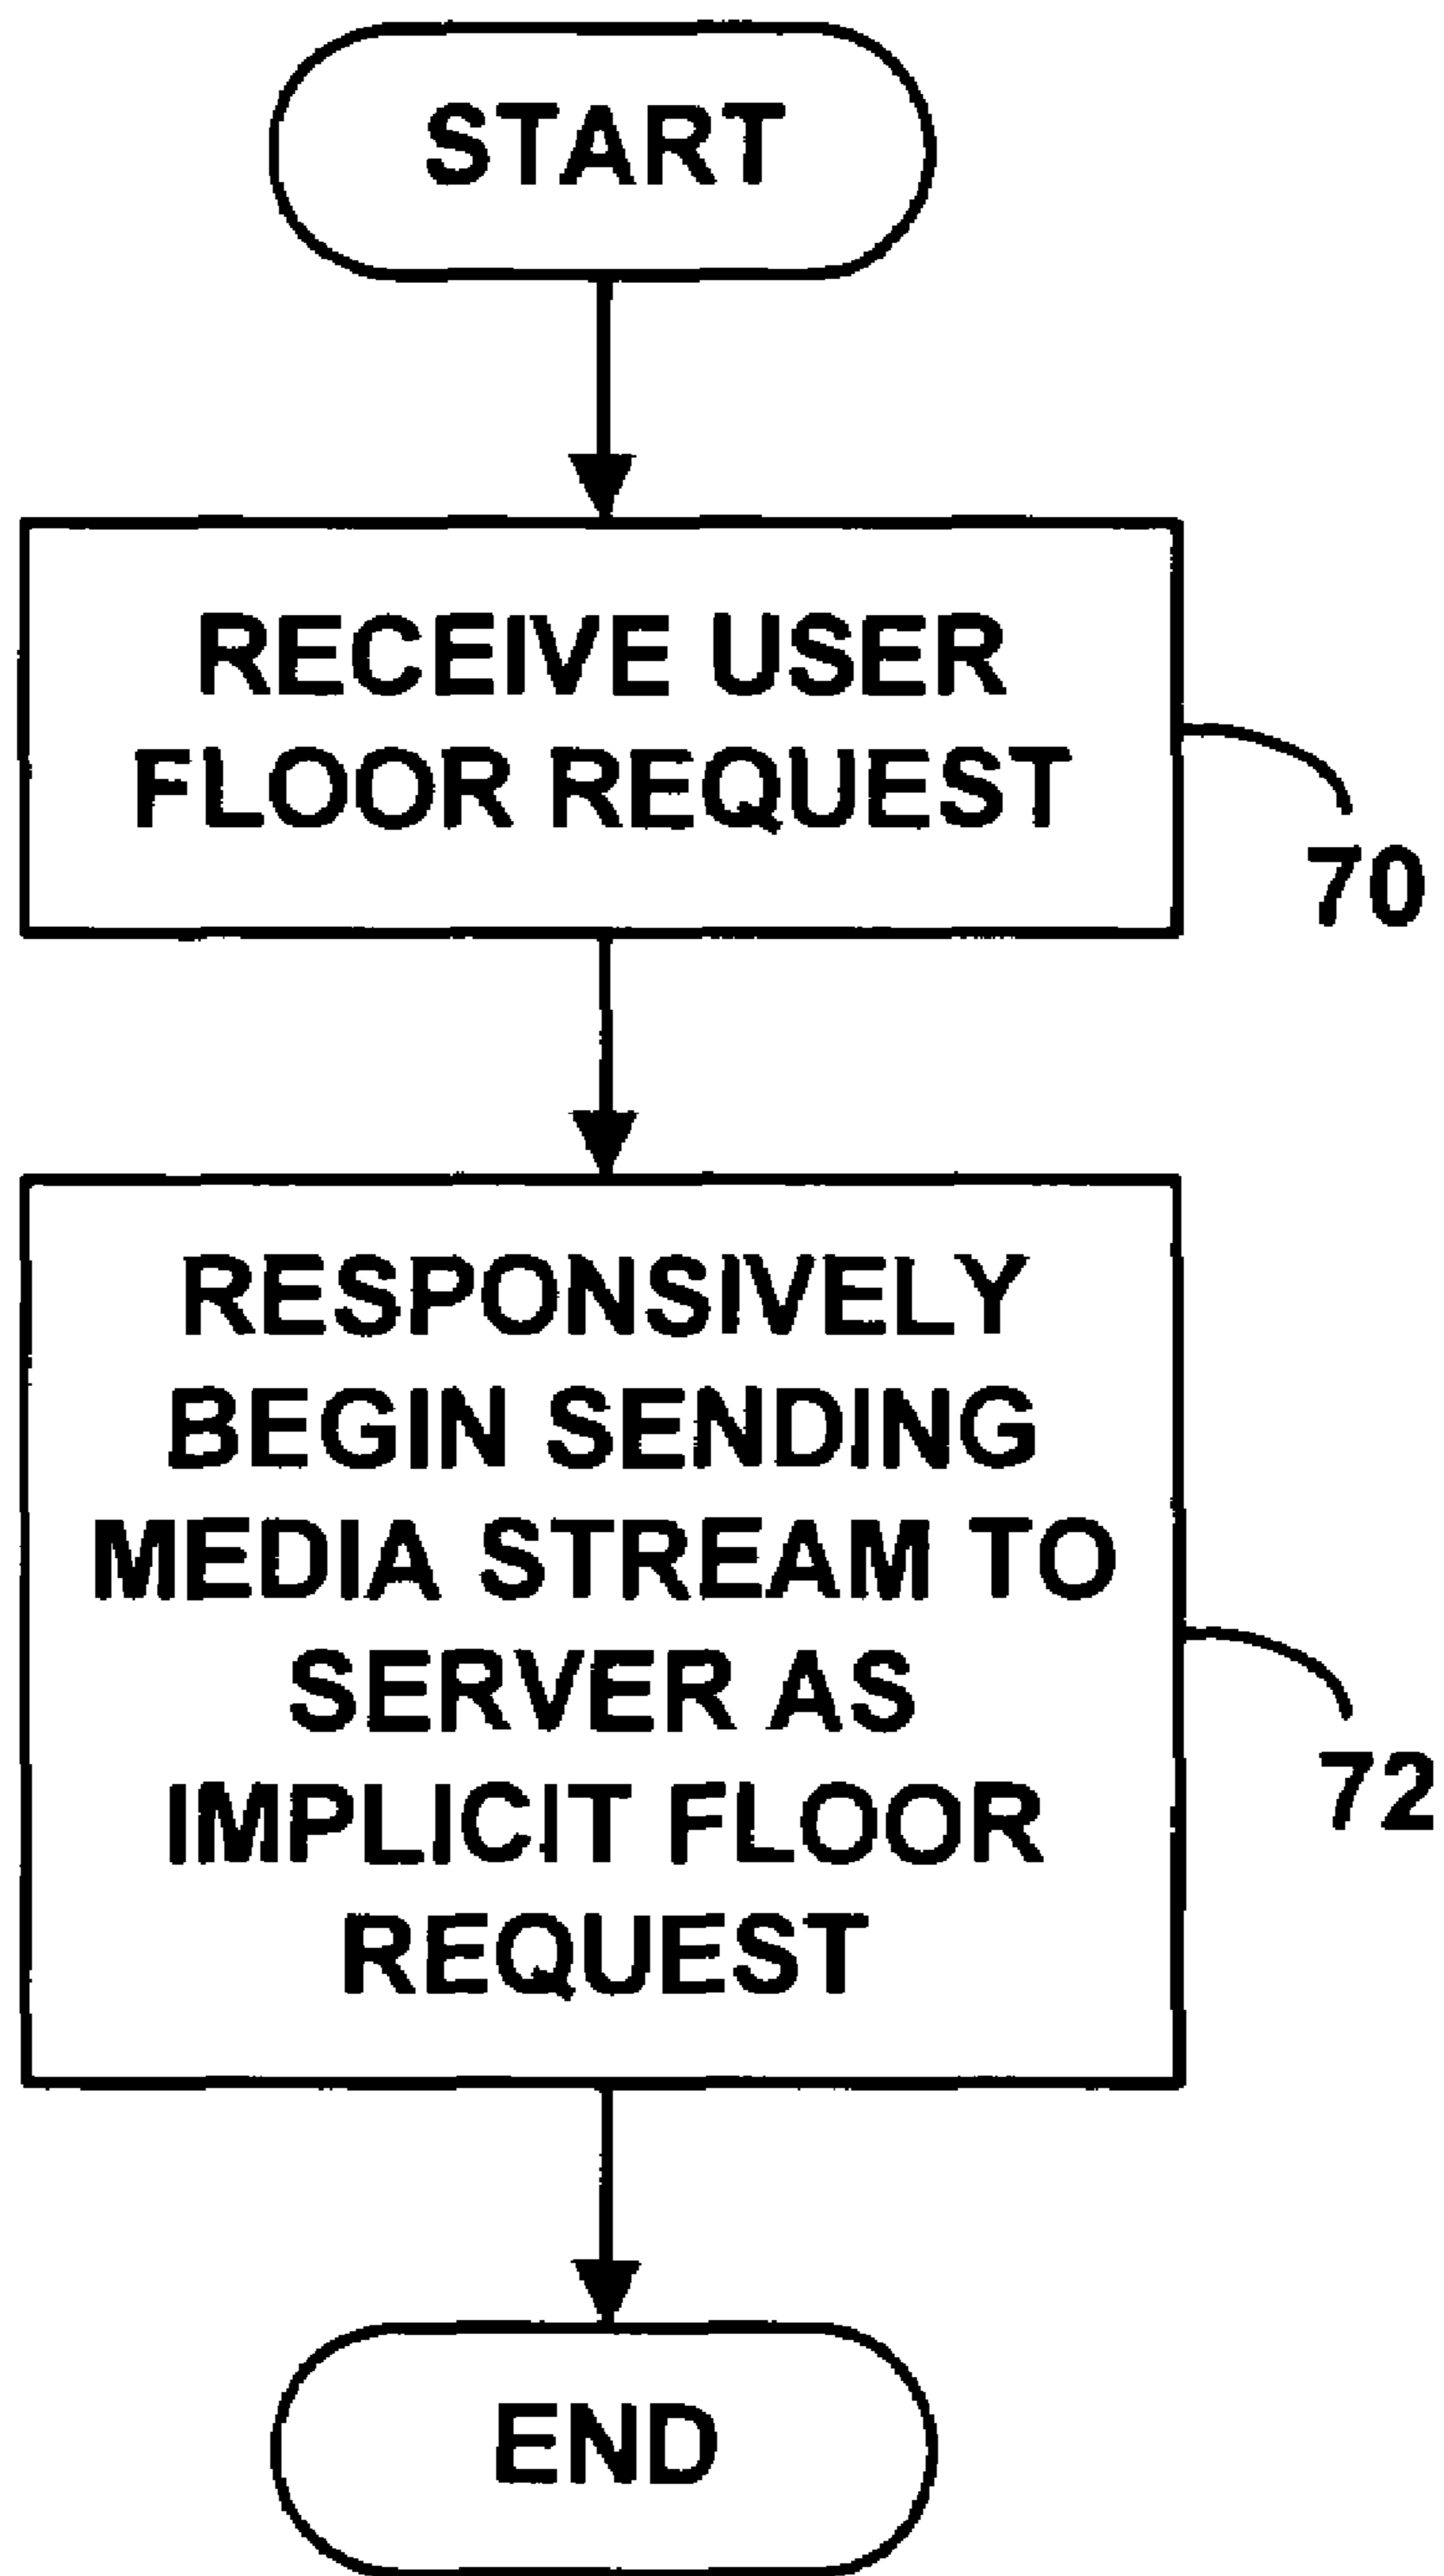 START
RECEIVE USER
FLOOR REQUEST
70
RESPONSIVELY
BEGIN SENDING
MEDIA STREAM TO
SERVER AS
IMPLICIT FLOOR
REQUEST
72
END